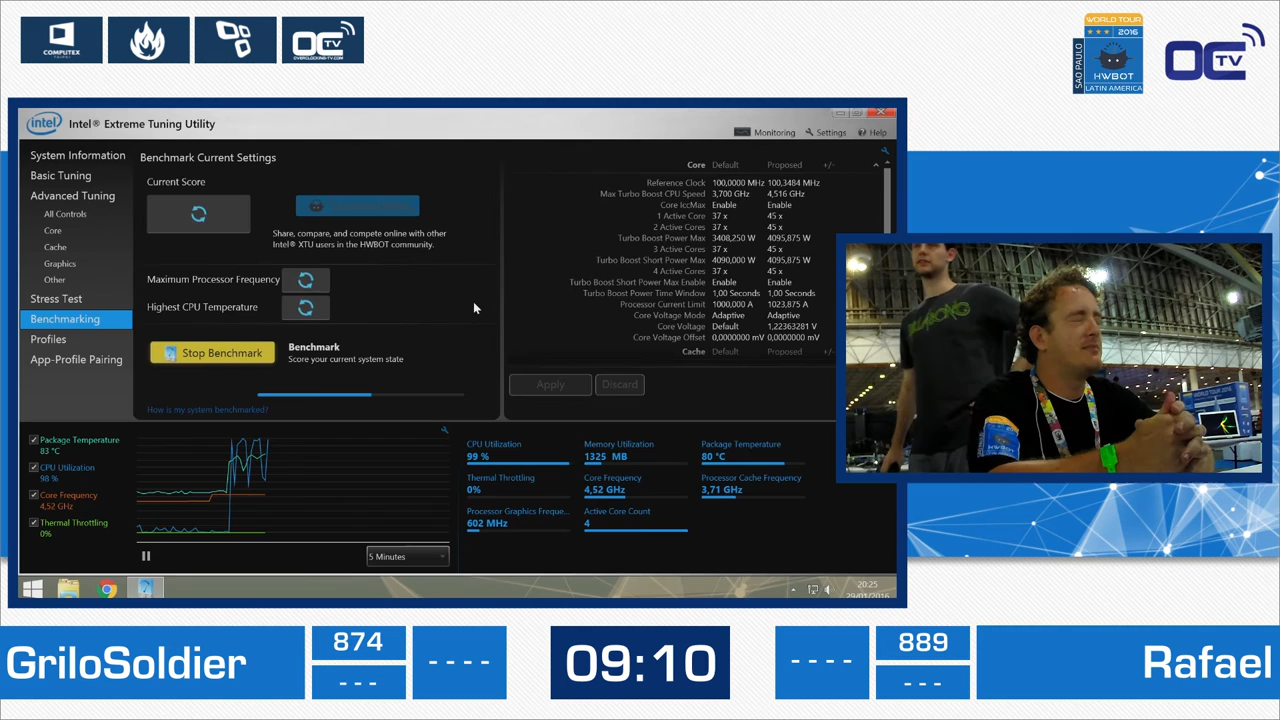 COMPUTEX
TAIPEI
OC
TV
OVERCLOCKING-TV.COM
WORLD TOUR
2016
SAO PAULO
HWBOT
LATIN AMERICA
OC
TV
intel
Intel® Extreme Tuning Utility
Monitoring
Settings
Help
System Information
Basic Tuning
Advanced Tuning
All Controls
Core
Cache
Graphics
Other
Stress Test
Benchmarking
Profiles
App-Profile Pairing
Benchmark Current Settings
Current Score
Share, compare, and compete online with other
Intel® XTU users in the HWBOT community.
Maximum Processor Frequency
Highest CPU Temperature
Stop Benchmark
Benchmark
Score your current system state
How is my system benchmarked?
Core Default Proposed +/-
Reference Clock 100,0000 MHz 100,3484 MHz
Max Turbo Boost CPU Speed 3,700 GHz 4,516 GHz
Core IccMax Enable Enable
1 Active Core 37 x 45 x
2 Active Cores 37 x 45 x
Turbo Boost Power Max 3408,250 W 4095,875 W
3 Active Cores 37 x 45 x
Turbo Boost Short Power Max 4090,000 W 4095,875 W
4 Active Cores 37 x 45 x
Turbo Boost Short Power Max Enable Enable Enable
Turbo Boost Power Time Window 1,00 Seconds 1,00 Seconds
Processor Current Limit 1000,000 A 1023,875 A
Core Voltage Mode Adaptive Adaptive
Core Voltage Default 1,22363281 V
Core Voltage Offset 0,0000000 mV 0,0000000 mV
Cache Default Proposed
Apply
Discard
Package Temperature
83 °C
CPU Utilization
98 %
Core Frequency
4,52 GHz
Thermal Throttling
0%
5 Minutes
CPU Utilization
99 %
Memory Utilization
1325 MB
Package Temperature
80 °C
Thermal Throttling
0%
Core Frequency
4,52 GHz
Processor Cache Frequency
3,71 GHz
Processor Graphics Freque...
602 MHz
Active Core Count
4
20:25
29/01/2016
GriloSoldier
874
- - -
- - - -
09:10
- - - -
889
- - -
Rafael